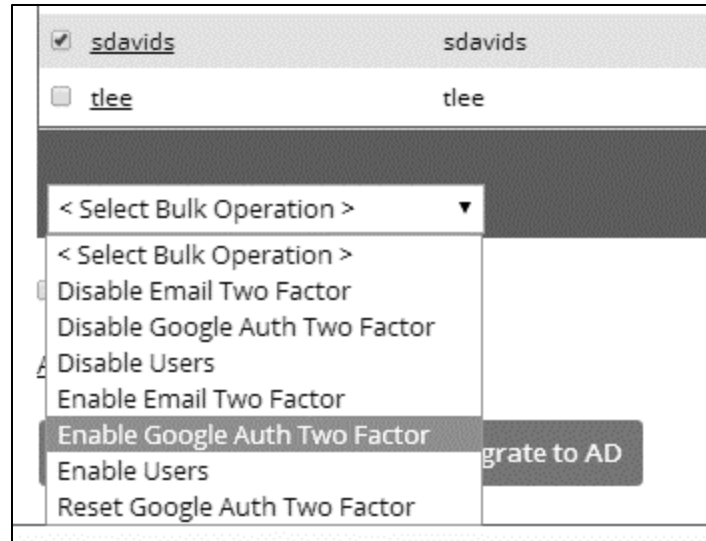 sdavids sdavids
tlee tlee
< Select Bulk Operation >
< Select Bulk Operation >
Disable Email Two Factor
Disable Google Auth Two Factor
Disable Users
Enable Email Two Factor
Enable Google Auth Two Factor
Enable Users
grate to AD
Reset Google Auth Two Factor